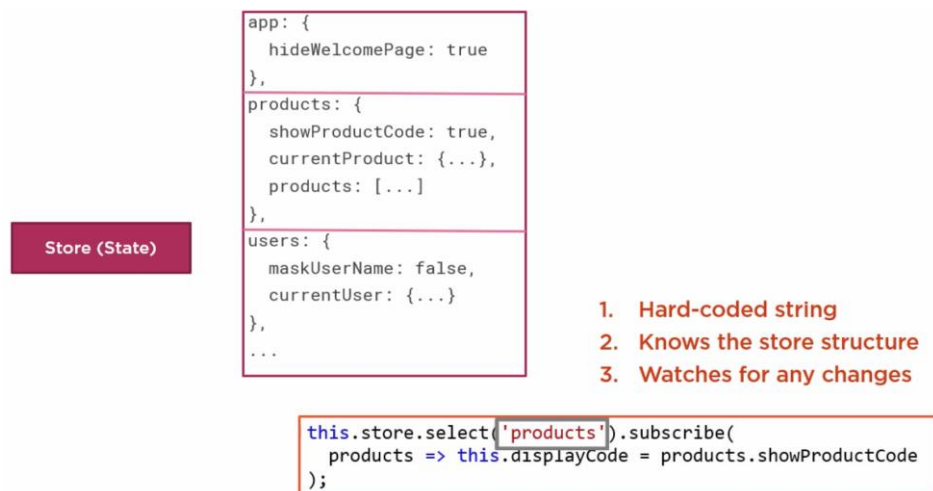 app: {
hideWelcomePage: true
},
products: {
showProductCode: true,
currentProduct: {...},
products: [...]
},
Store (State)
users: {
maskUserName: false,
currentUser: {...}
},
...
1. Hard-coded string
2. Knows the store structure
3. Watches for any changes
this.store.select('products').subscribe(
products => this.displayCode = products.showProductCode
);